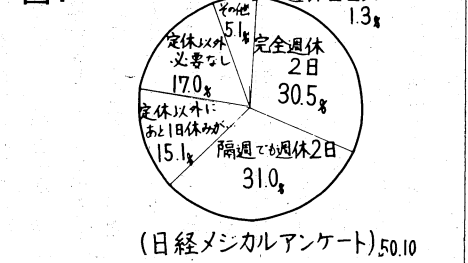 1.3%
その他
5.1%
完全週休
2日
30.5%
定休以外
必要なし
17.0%
定休以外に
あと1日休みが…
15.1%
隔週でも週休2日
31.0%
(日経メジカルアンケート)50.10